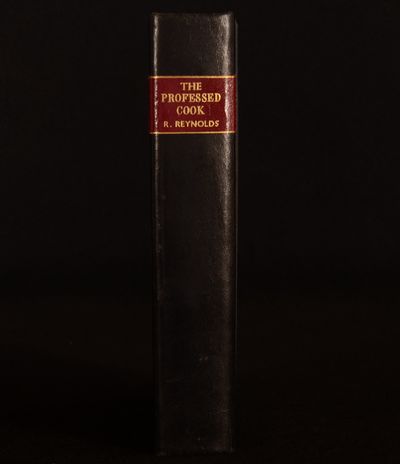 THE
PROFESSED
COOK
R. REYNOLDS